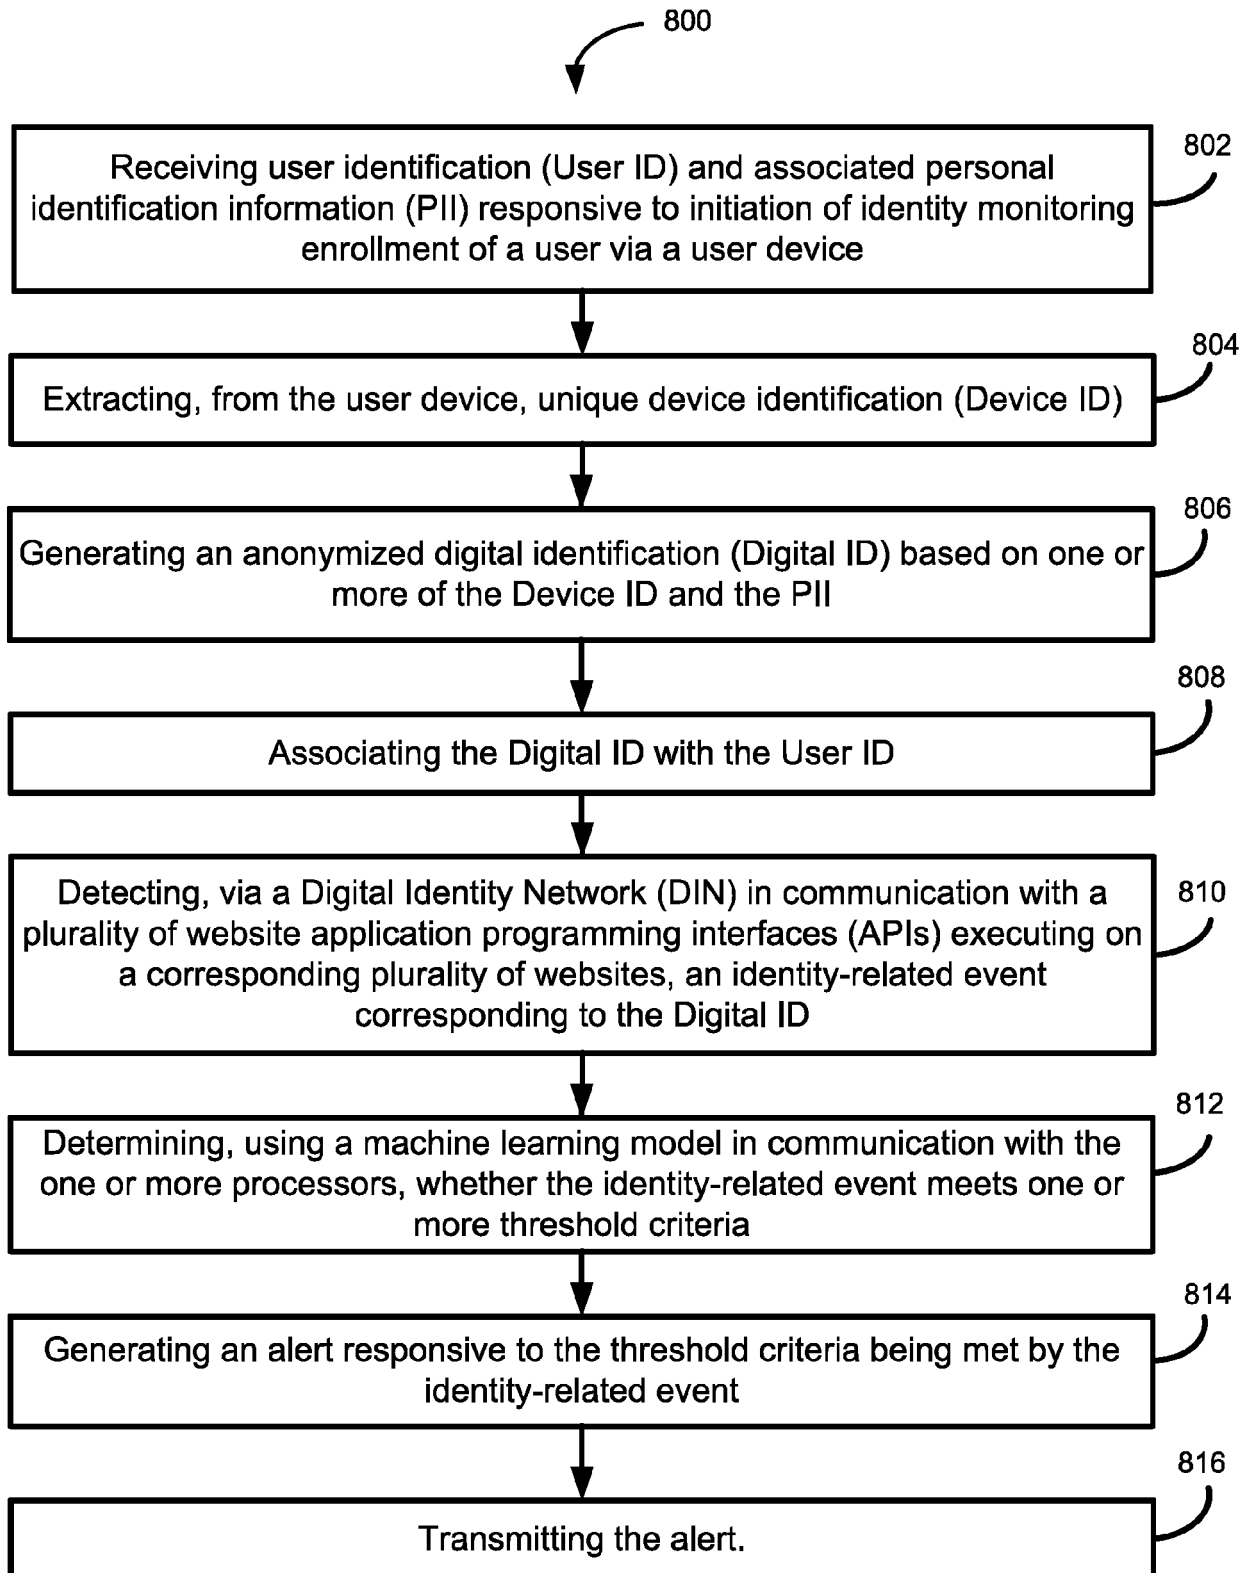 800
Receiving user identification (User ID) and associated personal
identification information (PII) responsive to initiation of identity monitoring
enrollment of a user via a user device
802
Extracting, from the user device, unique device identification (Device ID)
804
Generating an anonymized digital identification (Digital ID) based on one or
more of the Device ID and the PII
806
Associating the Digital ID with the User ID
808
Detecting, via a Digital Identity Network (DIN) in communication with a
plurality of website application programming interfaces (APIs) executing on
a corresponding plurality of websites, an identity-related event
corresponding to the Digital ID
810
Determining, using a machine learning model in communication with the
one or more processors, whether the identity-related event meets one or
more threshold criteria
812
Generating an alert responsive to the threshold criteria being met by the
identity-related event
814
Transmitting the alert.
816